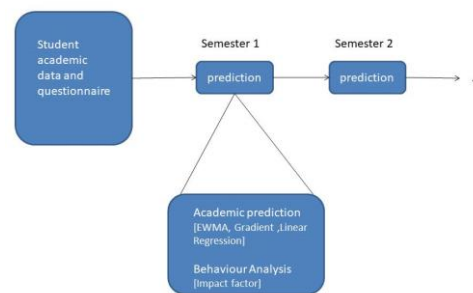 Student
academic
data and
questionnaire
Semester 1
prediction
Semester 2
prediction
Academic prediction
[EWMA, Gradient ,Linear
Regression]
Behaviour Analysis
[Impact factor]